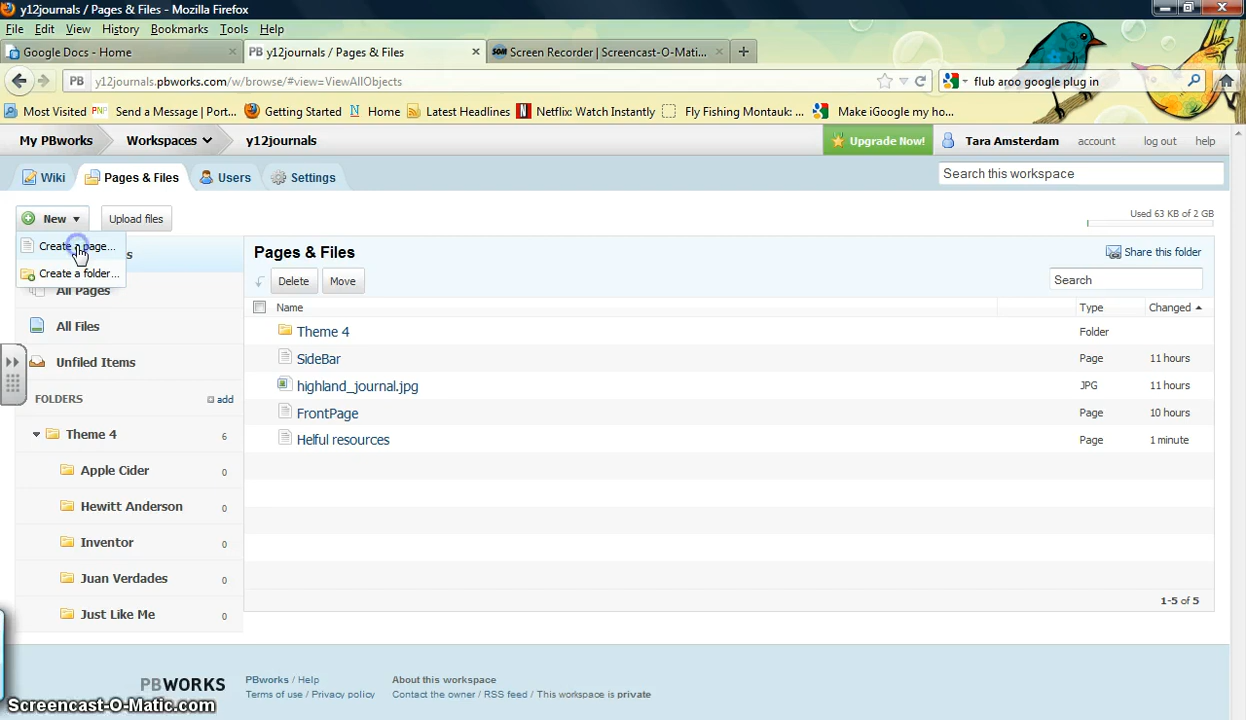 y12journals / Pages & Files - Mozilla Firefox
File Edit View History Bookmarks Tools Help
Google Docs - Home
PB y12journals / Pages & Files
Screen Recorder | Screencast-O-Mati...
PB y12journals.pbworks.com/w/browse/#view=ViewAllObjects
flub aroo google plug in
Most Visited
PNP Send a Message | Port...
Getting Started
N Home
Latest Headlines
N Netflix: Watch Instantly
Fly Fishing Montauk: ...
Make iGoogle my ho...
My PBworks
Workspaces
y12journals
Upgrade Now!
Tara Amsterdam
account
log out
help
Wiki
Pages & Files
Users
Settings
Search this workspace
New
Upload files
Used 63 KB of 2 GB
Create a page...
Create a folder...
All Pages
All Files
Unfiled Items
FOLDERS
add
Theme 4 6
Apple Cider 0
Hewitt Anderson 0
Inventor 0
Juan Verdades 0
Just Like Me 0
Pages & Files
Share this folder
Delete
Move
Search
Name Type Changed
Theme 4 Folder
SideBar Page 11 hours
highland_journal.jpg JPG 11 hours
FrontPage Page 10 hours
Helful resources Page 1 minute
1-5 of 5
PBWORKS
PBworks / Help
Terms of use / Privacy policy
About this workspace
Contact the owner / RSS feed / This workspace is private
Screencast-O-Matic.com